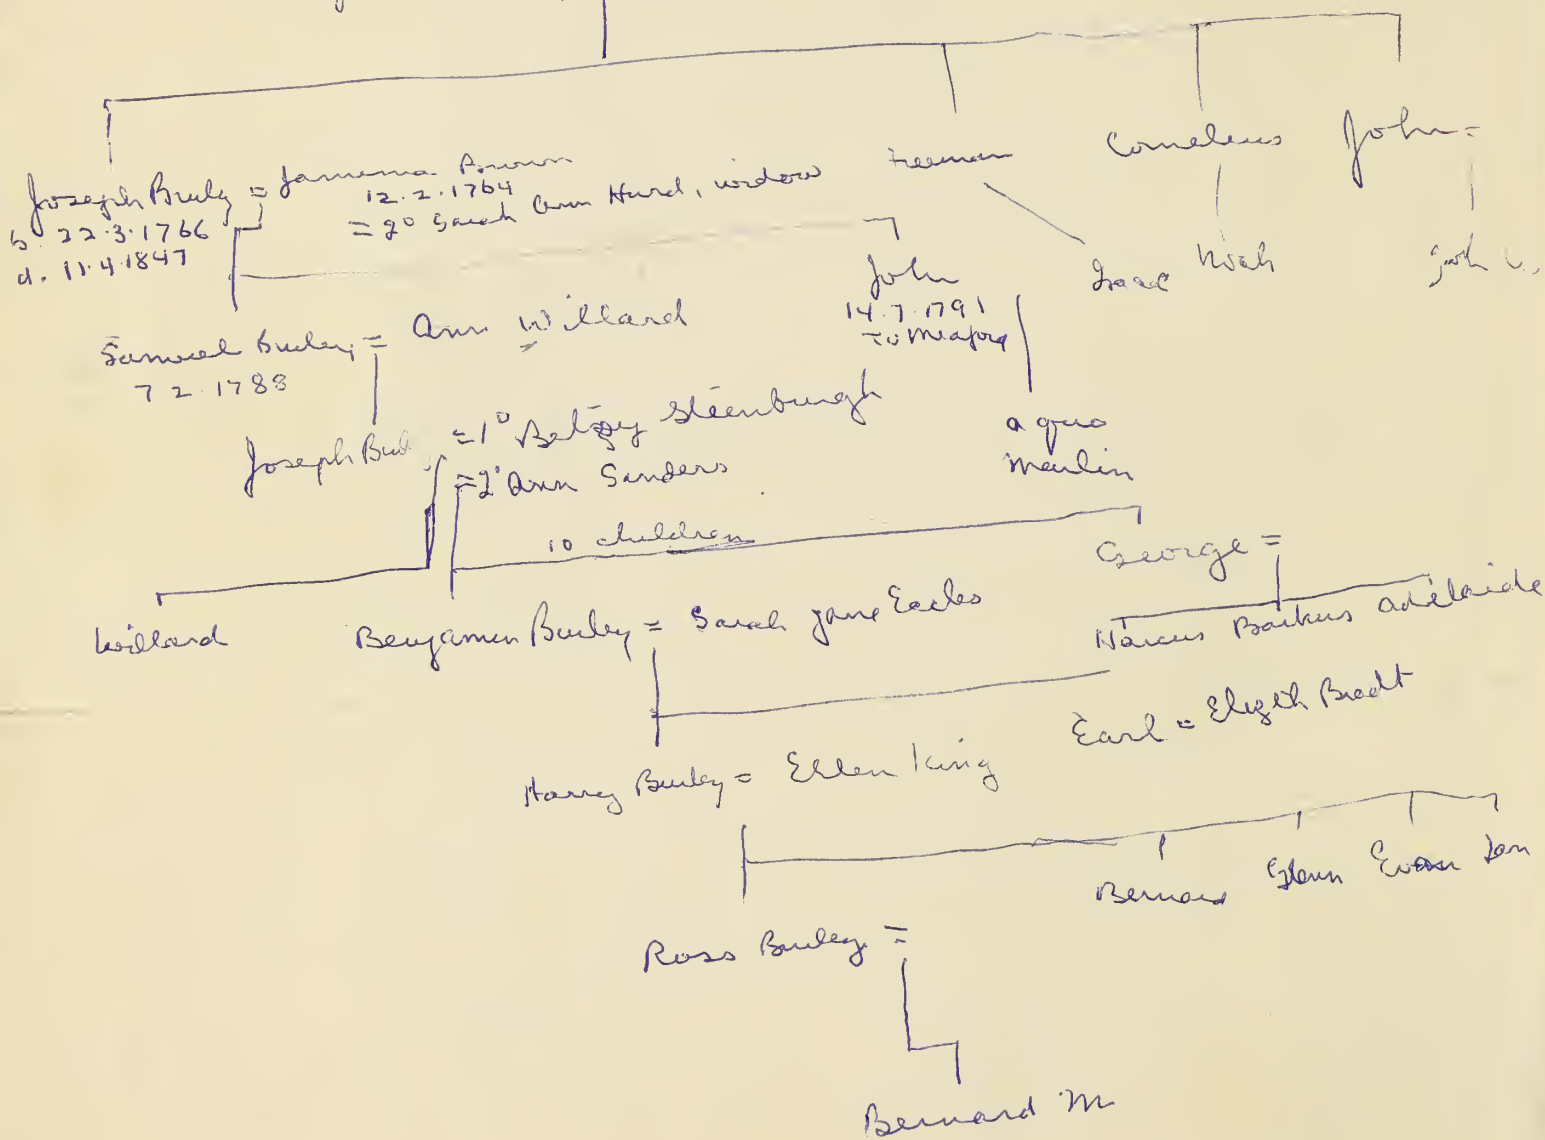 Joseph Burley = Jamima Brown
b. 22.3.1766
12.2.1764
d. 11.4.1847
= 2° Sarah Ann Hurd, widow
Freeman
Cornelius
John =
Isaac
Noah
John
Samuel Burley = Ann Willard
7 2.1788
John
14.7.1791
to Meaford
a quo
Marlin
Joseph Burl
= 1° Betsey Steenburgh
= 2° Ann Sanders
10 children
Willard
Benjamin Burley = Sarah Jane Eccles
George =
Marcus Backus Adelaide
Harry Burley = Ellen King
Earl = Elizth Bradt
Ross Burley =
Bernard Glenn Evan Ian
Bernard M